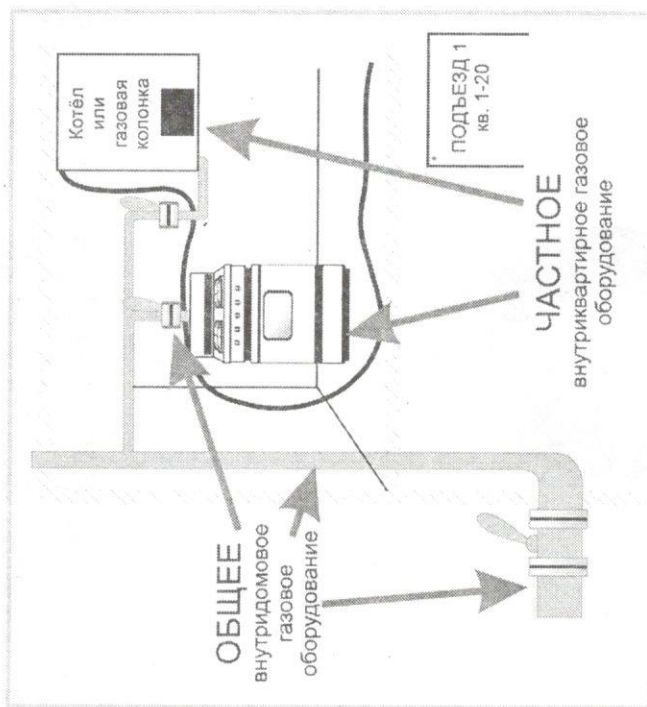 Котёл
или
газовая
колонка
ПОДЪЕЗД 1
кв. 1-20
ОБЩЕЕ
внутридомовое
газовое
оборудование
ЧАСТНОЕ
внутриквартирное газовое
оборудование